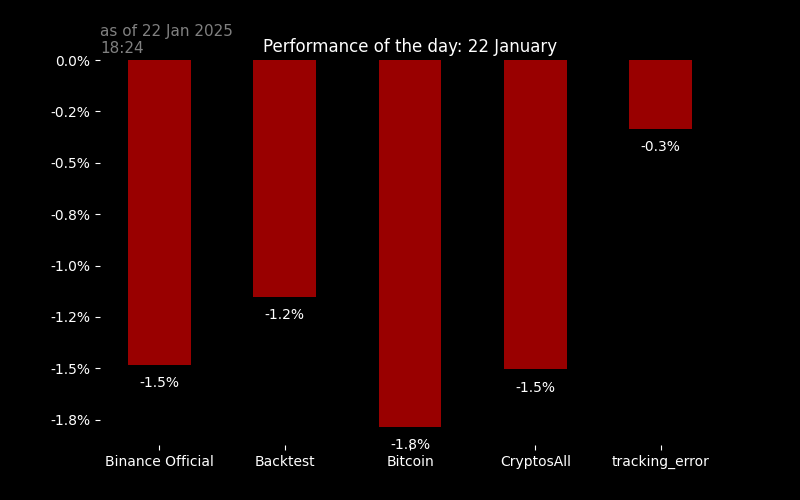 as of 22 Jan 2025
18:24
Performance of the day: 22 January
0.0%
-0.2%
-0.5%
-0.8%
-1.0%
-1.2%
-1.5%
-1.8%
-1.5%
-1.2%
-1.8%
-1.5%
-0.3%
Binance Official
Backtest
Bitcoin
CryptosAll
tracking_error